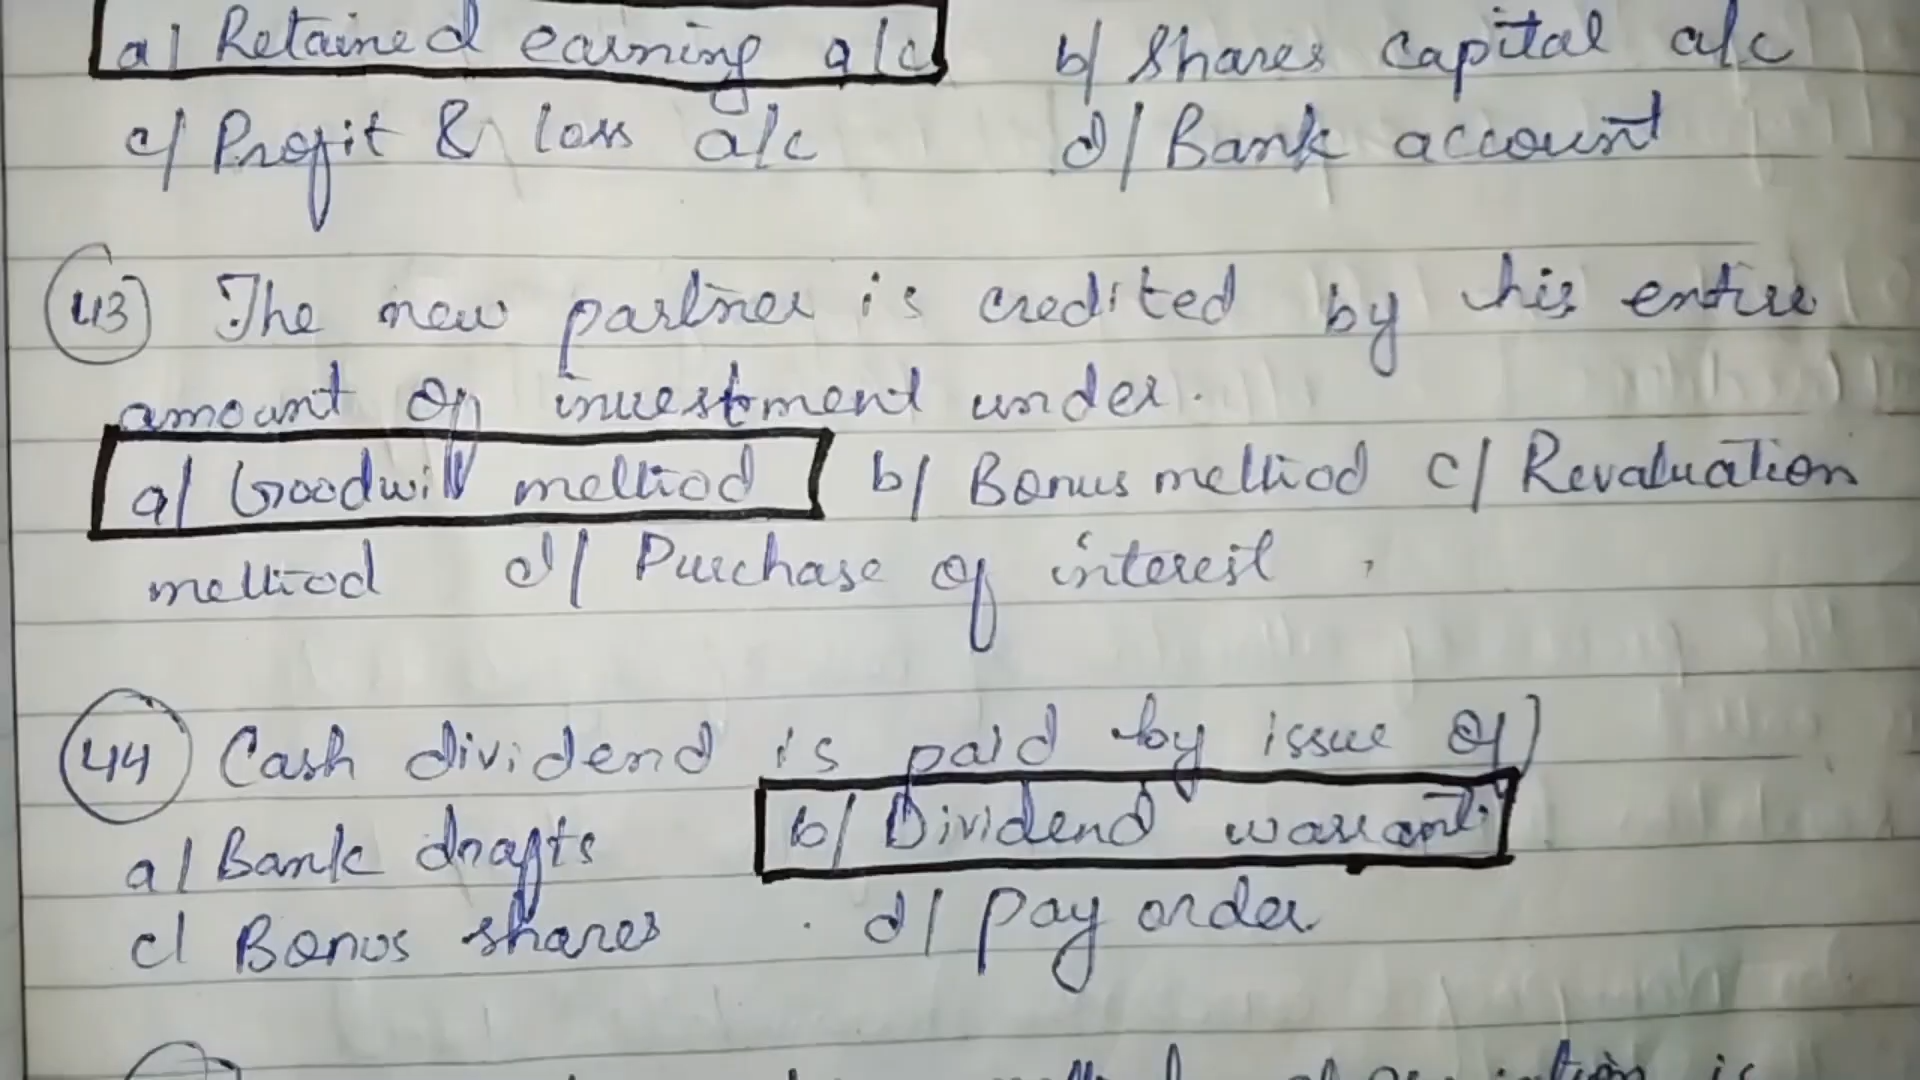 a/ Retained earning a/c b/ Shares capital a/c
c/ Profit & loss a/c d/ Bank account
43 The new partner is credited by his entire
amount of investment under.
a/ Goodwill method b/ Bonus method c/ Revaluation
method d/ Purchase of interest.
44 Cash dividend is paid by issue of
a/ Bank drafts b/ Dividend warrant.
c/ Bonus shares d/ pay order
is